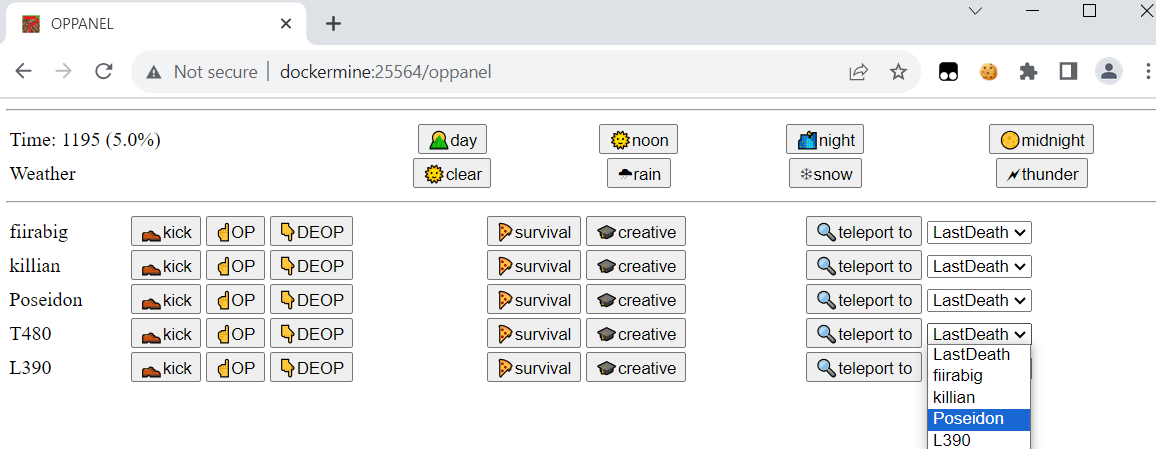 OPPANEL
Not secure dockermine:25564/oppanel
Time: 1195 (5.0%) day noon night midnight
Weather clear rain snow thunder
fiirabig kick OP DEOP survival creative teleport to LastDeath
killian kick OP DEOP survival creative teleport to LastDeath
Poseidon kick OP DEOP survival creative teleport to LastDeath
T480 kick OP DEOP survival creative teleport to LastDeath
L390 kick OP DEOP survival creative teleport to
LastDeath
fiirabig
killian
Poseidon
L390